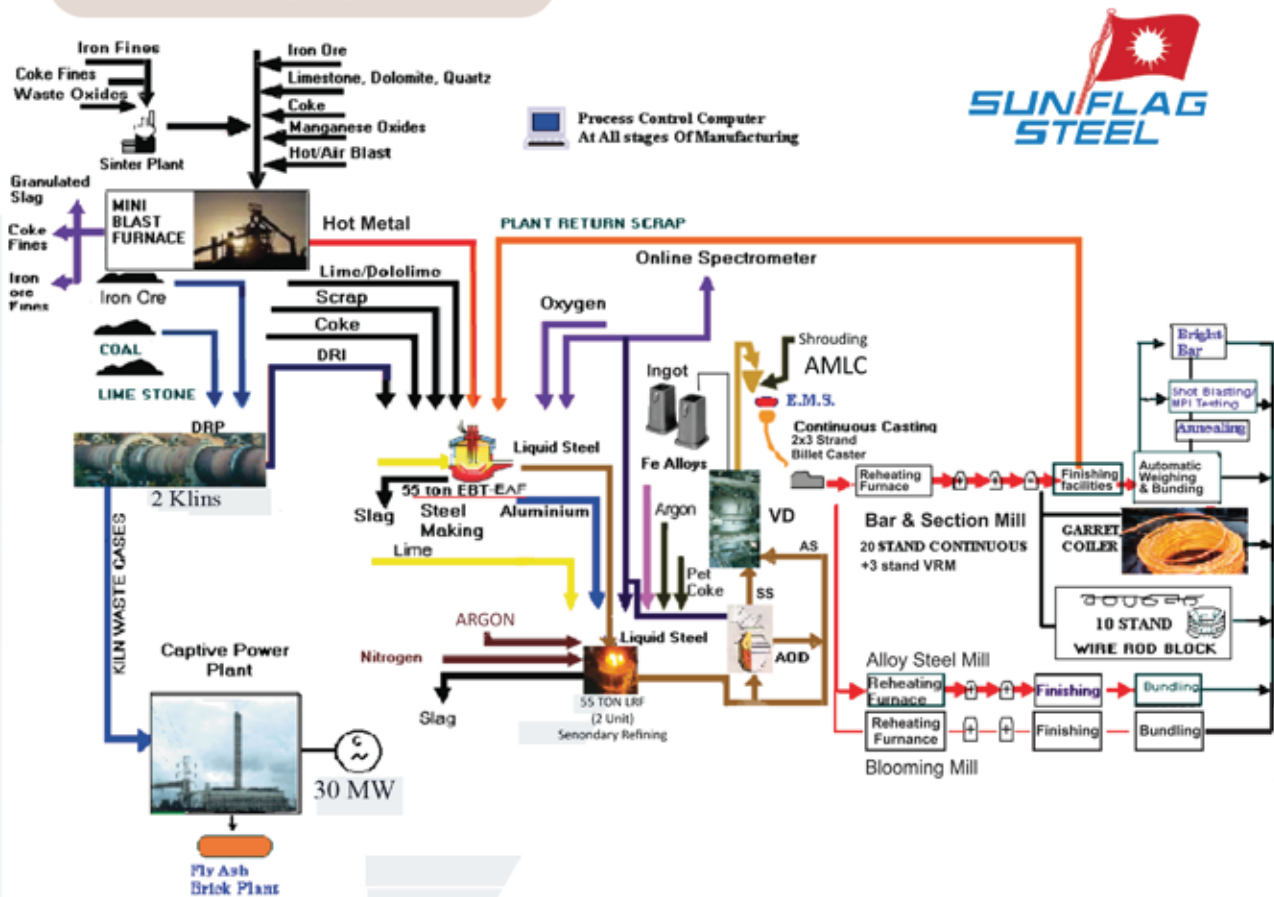 Iron Fines
Coke Fines
Waste Oxides
Sinter Plant
Iron Ore
Limestone, Dolomite, Quartz
Coke
Manganese Oxides
Hot/Air Blast
Process Control Computer
At All stages Of Manufacturing
SUNFLAG
STEEL
Granulated
Slag
Coke
Fines
Iron
ore
Fines
MINI
BLAST
FURNACE
Hot Metal
PLANT RETURN SCRAP
Online Spectrometer
Iron Ore
COAL
LIME STONE
Lime/Dololimo
Scrap
Coke
DRI
Oxygen
DRP
2 Klins
Ingot
Shrouding
AMLC
E.M.S.
Continuous Casting
2x3 Strand
Billet Caster
Fe Alloys
Liquid Steel
55 ton EBT-EAF
Steel
Making
Slag
Aluminium
Lime
Argon
Pet
Coke
VD
AS
SS
AOD
ARGON
Nitrogen
Liquid Steel
Slag
55 TON LRF
(2 Unit)
Senondary Refining
Reheating
Furnace
Finishing
facilities
Automatic
Weighing
& Bunding
Bright
Bar
Shot Blasting/
MPI Testing
Annealing
Bar & Section Mill
20 STAND CONTINUOUS
+3 stand VRM
GARRET
COILER
10 STAND
WIRE ROD BLOCK
Alloy Steel Mill
Reheating
Furnace
Finishing
Bundling
Reheating
Furnance
Finishing
Bundling
Blooming Mill
KILN WASTE GASES
Captive Power
Plant
G
~
30 MW
Fly Ash
Brick Plant